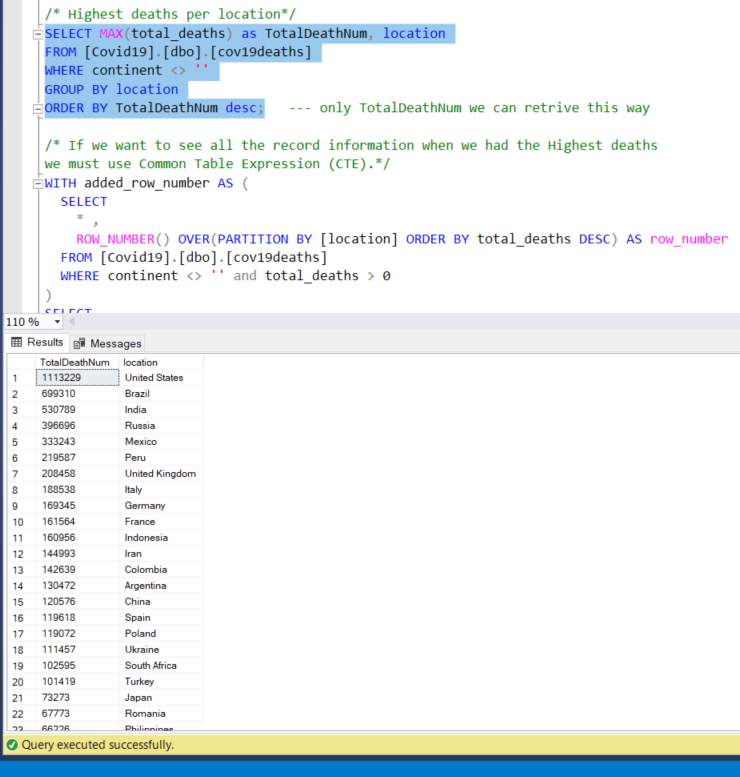 /* Highest deaths per location*/
SELECT MAX(total_deaths) as TotalDeathNum, location
FROM [Covid19].[dbo].[cov19deaths]
WHERE continent <> ''
GROUP BY location
ORDER BY TotalDeathNum desc;   --- only TotalDeathNum we can retrive this way
/* If we want to see all the record information when we had the Highest deaths
we must use Common Table Expression (CTE).*/
WITH added_row_number AS (
SELECT
* ,
ROW_NUMBER() OVER(PARTITION BY [location] ORDER BY total_deaths DESC) AS row_number
FROM [Covid19].[dbo].[cov19deaths]
WHERE continent <> '' and total_deaths > 0
)
SELECT
110 %
Results Messages
TotalDeathNum location
1 1113229 United States
2 699310 Brazil
3 530789 India
4 396696 Russia
5 333243 Mexico
6 219587 Peru
7 208458 United Kingdom
8 188538 Italy
9 169345 Germany
10 161564 France
11 160956 Indonesia
12 144993 Iran
13 142639 Colombia
14 130472 Argentina
15 120576 China
16 119618 Spain
17 119072 Poland
18 111457 Ukraine
19 102595 South Africa
20 101419 Turkey
21 73273 Japan
22 67773 Romania
23 66226 Philippines
Query executed successfully.